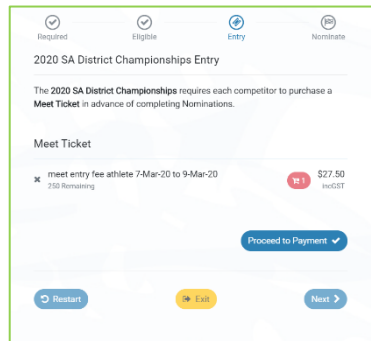 Required Eligible Entry Nominate
2020 SA District Championships Entry
The 2020 SA District Championships requires each competitor to purchase a
Meet Ticket in advance of completing Nominations.
Meet Ticket
meet entry fee athlete 7-Mar-20 to 9-Mar-20 1 $27.50
250 Remaining incGST
Proceed to Payment
Restart Exit Next